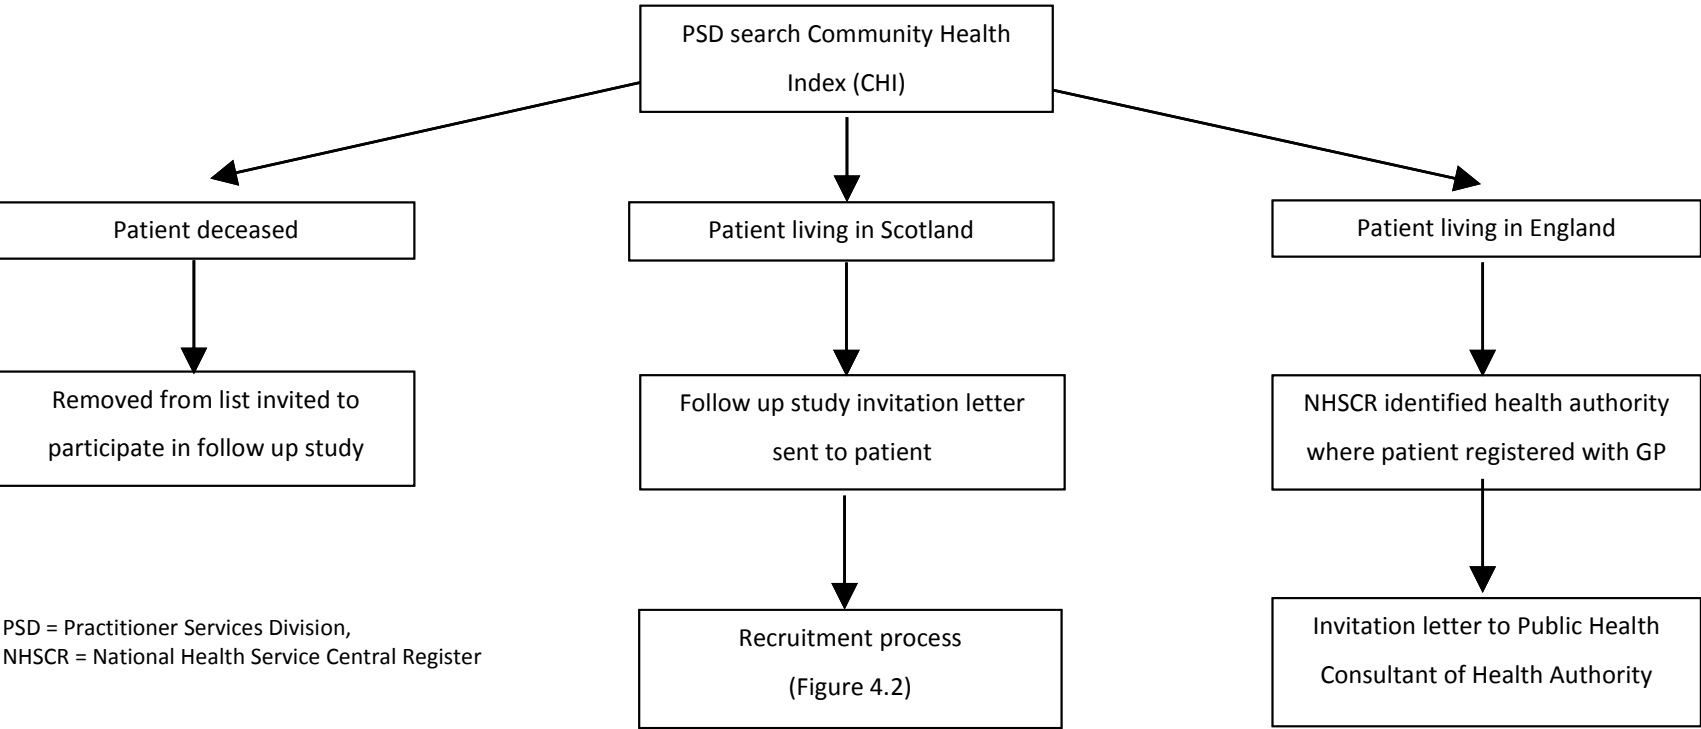 PSD search Community Health
Index (CHI)
Patient deceased
Patient living in Scotland
Patient living in England
Removed from list invited to
participate in follow up study
Follow up study invitation letter
sent to patient
NHSCR identified health authority
where patient registered with GP
Recruitment process
(Figure 4.2)
Invitation letter to Public Health
Consultant of Health Authority
PSD = Practitioner Services Division,
NHSCR = National Health Service Central Register